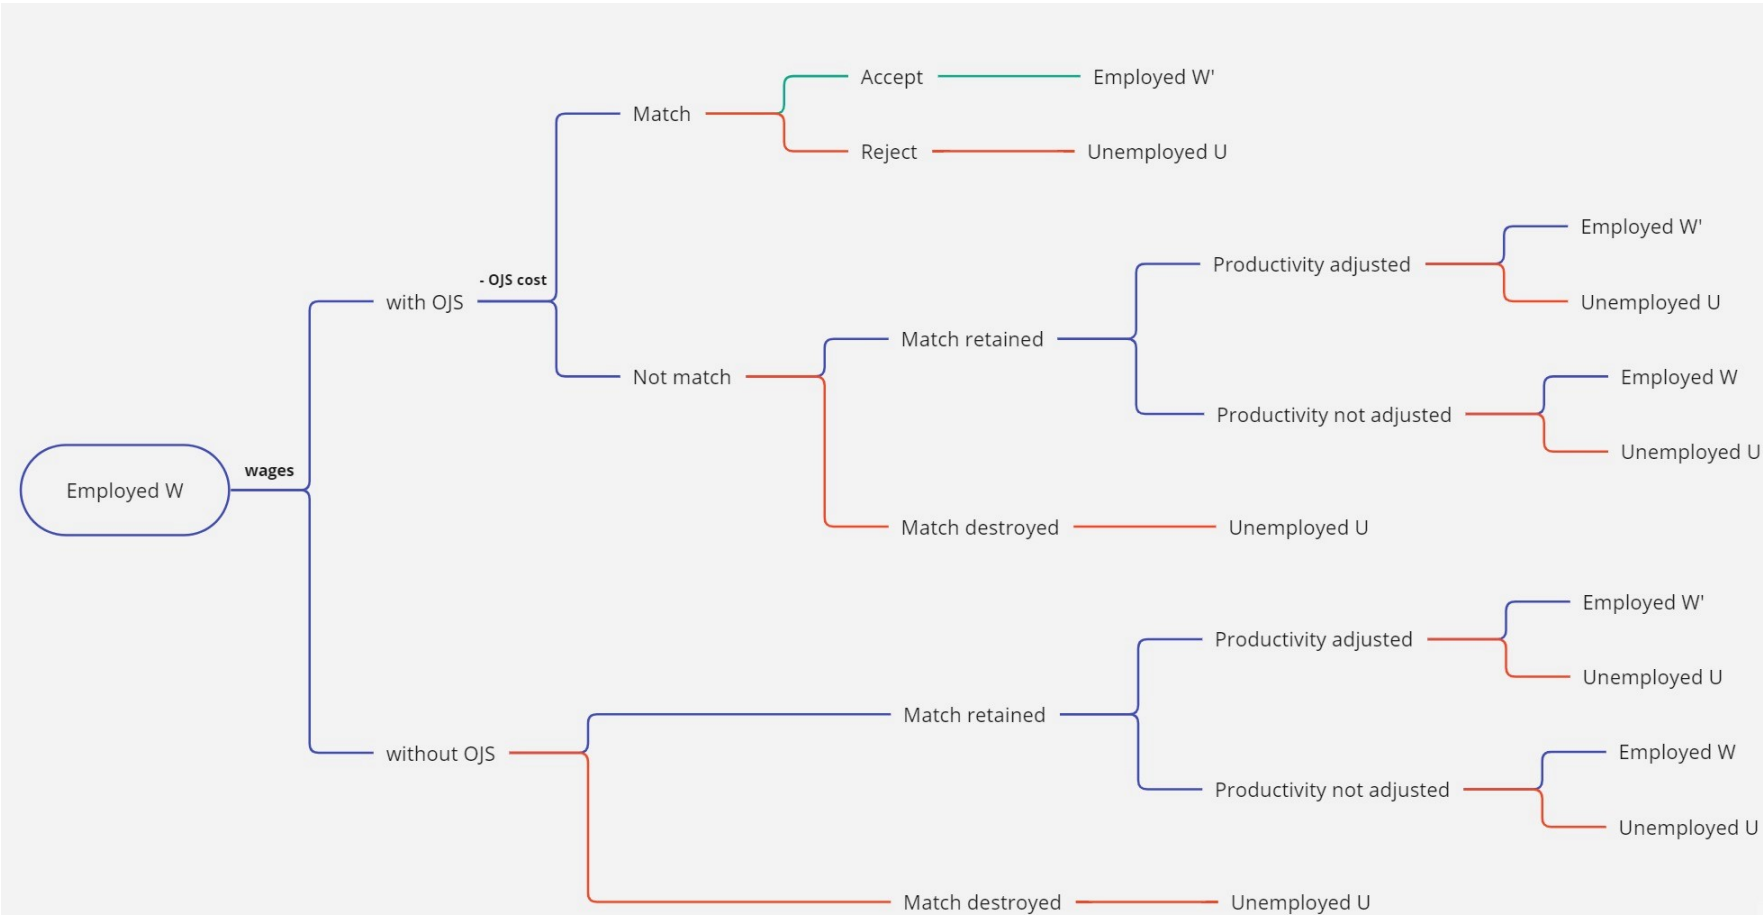 Employed W
wages
with OJS
- OJS cost
Match
Accept
Employed W'
Reject
Unemployed U
Not match
Match retained
Productivity adjusted
Employed W'
Unemployed U
Productivity not adjusted
Employed W
Unemployed U
Match destroyed
Unemployed U
without OJS
Match retained
Productivity adjusted
Employed W'
Unemployed U
Productivity not adjusted
Employed W
Unemployed U
Match destroyed
Unemployed U